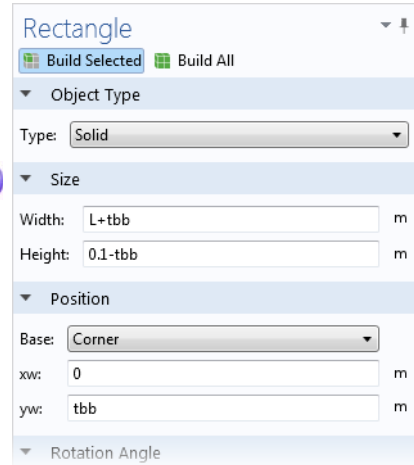 Rectangle
Build Selected Build All
Object Type
Type: Solid
Size
Width: L+tbb m
Height: 0.1-tbb m
Position
Base: Corner
xw: 0 m
yw: tbb m
Rotation Angle